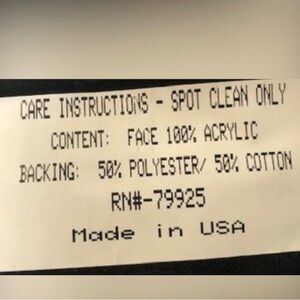 CARE INSTRUCTIONS - SPOT CLEAN ONLY
CONTENT: FACE 100% ACRYLIC
BACKING: 50% POLYESTER/ 50% COTTON
RN#-79925
Made in USA